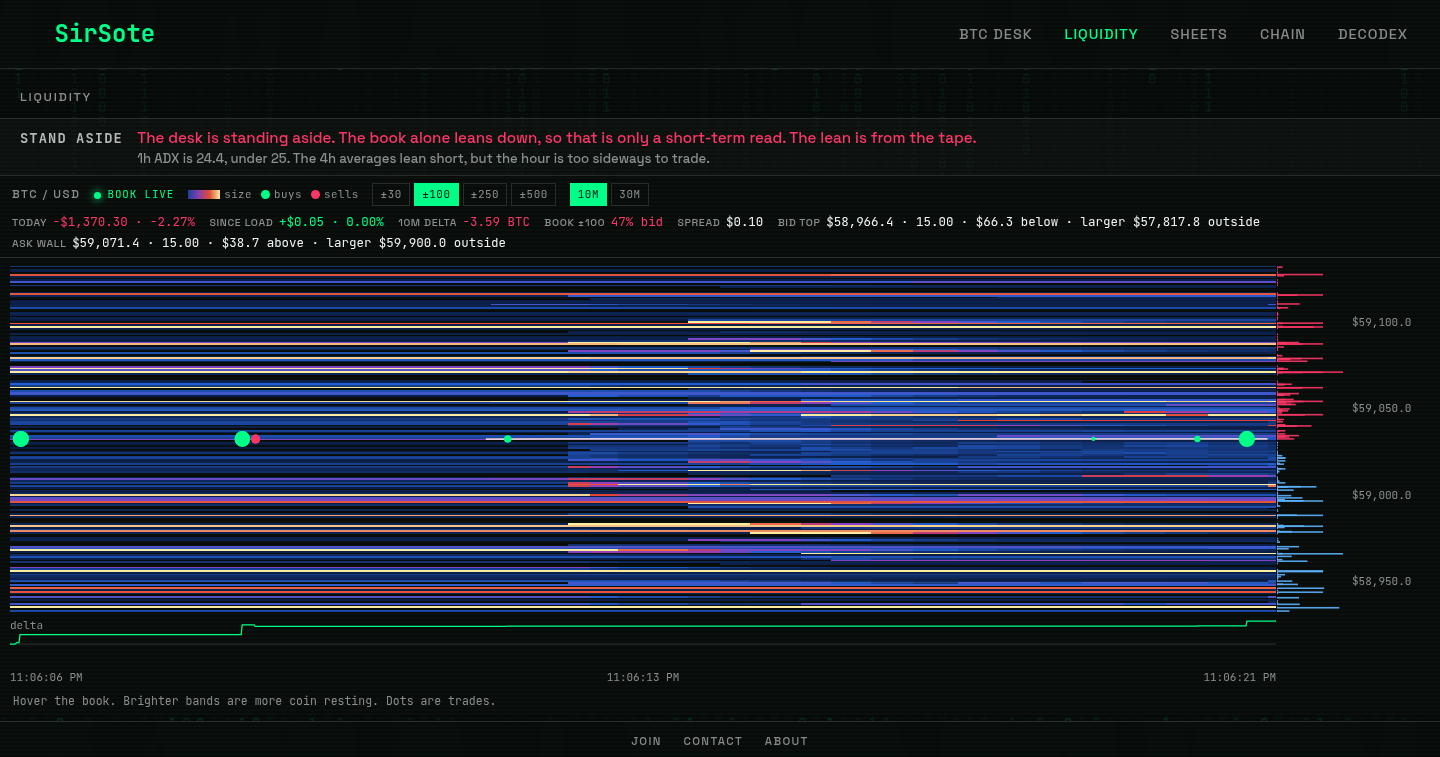 SirSote
BTC DESK LIQUIDITY SHEETS CHAIN DECODEX
LIQUIDITY
STAND ASIDE The desk is standing aside. The book alone leans down, so that is only a short-term read. The lean is from the tape.
1h ADX is 24.4, under 25. The 4h averages lean short, but the hour is too sideways to trade.
BTC / USD BOOK LIVE size buys sells ±30 ±100 ±250 ±500 10M 30M
TODAY -$1,370.30 · -2.27% SINCE LOAD +$0.05 · 0.00% 10M DELTA -3.59 BTC BOOK ±100 47% bid SPREAD $0.10 BID TOP $58,966.4 · 15.00 · $66.3 below · larger $57,817.8 outside
ASK WALL $59,071.4 · 15.00 · $38.7 above · larger $59,900.0 outside
$59,100.0
$59,050.0
$59,000.0
$58,950.0
delta
11:06:06 PM 11:06:13 PM 11:06:21 PM
Hover the book. Brighter bands are more coin resting. Dots are trades.
JOIN CONTACT ABOUT